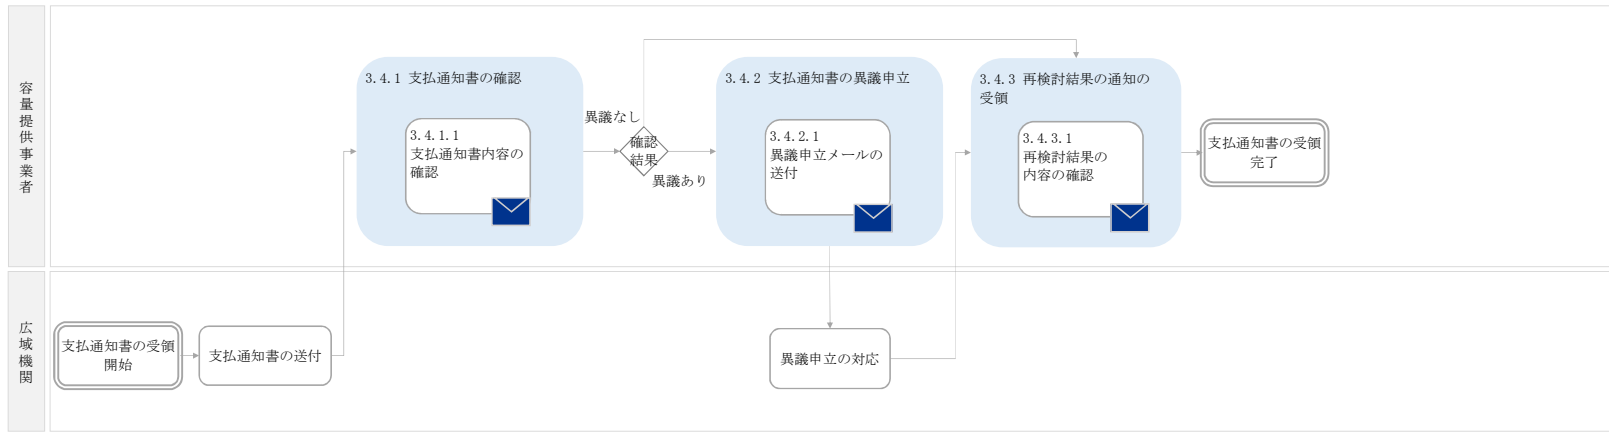 容量提供事業者
3.4.1 支払通知書の確認
3.4.1.1
支払通知書内容の
確認
異議なし
確認
結果
異議あり
3.4.2 支払通知書の異議申立
3.4.2.1
異議申立メールの
送付
3.4.3 再検討結果の通知の
受領
3.4.3.1
再検討結果の
内容の確認
支払通知書の受領
完了
広域機関
支払通知書の受領
開始
支払通知書の送付
異議申立の対応